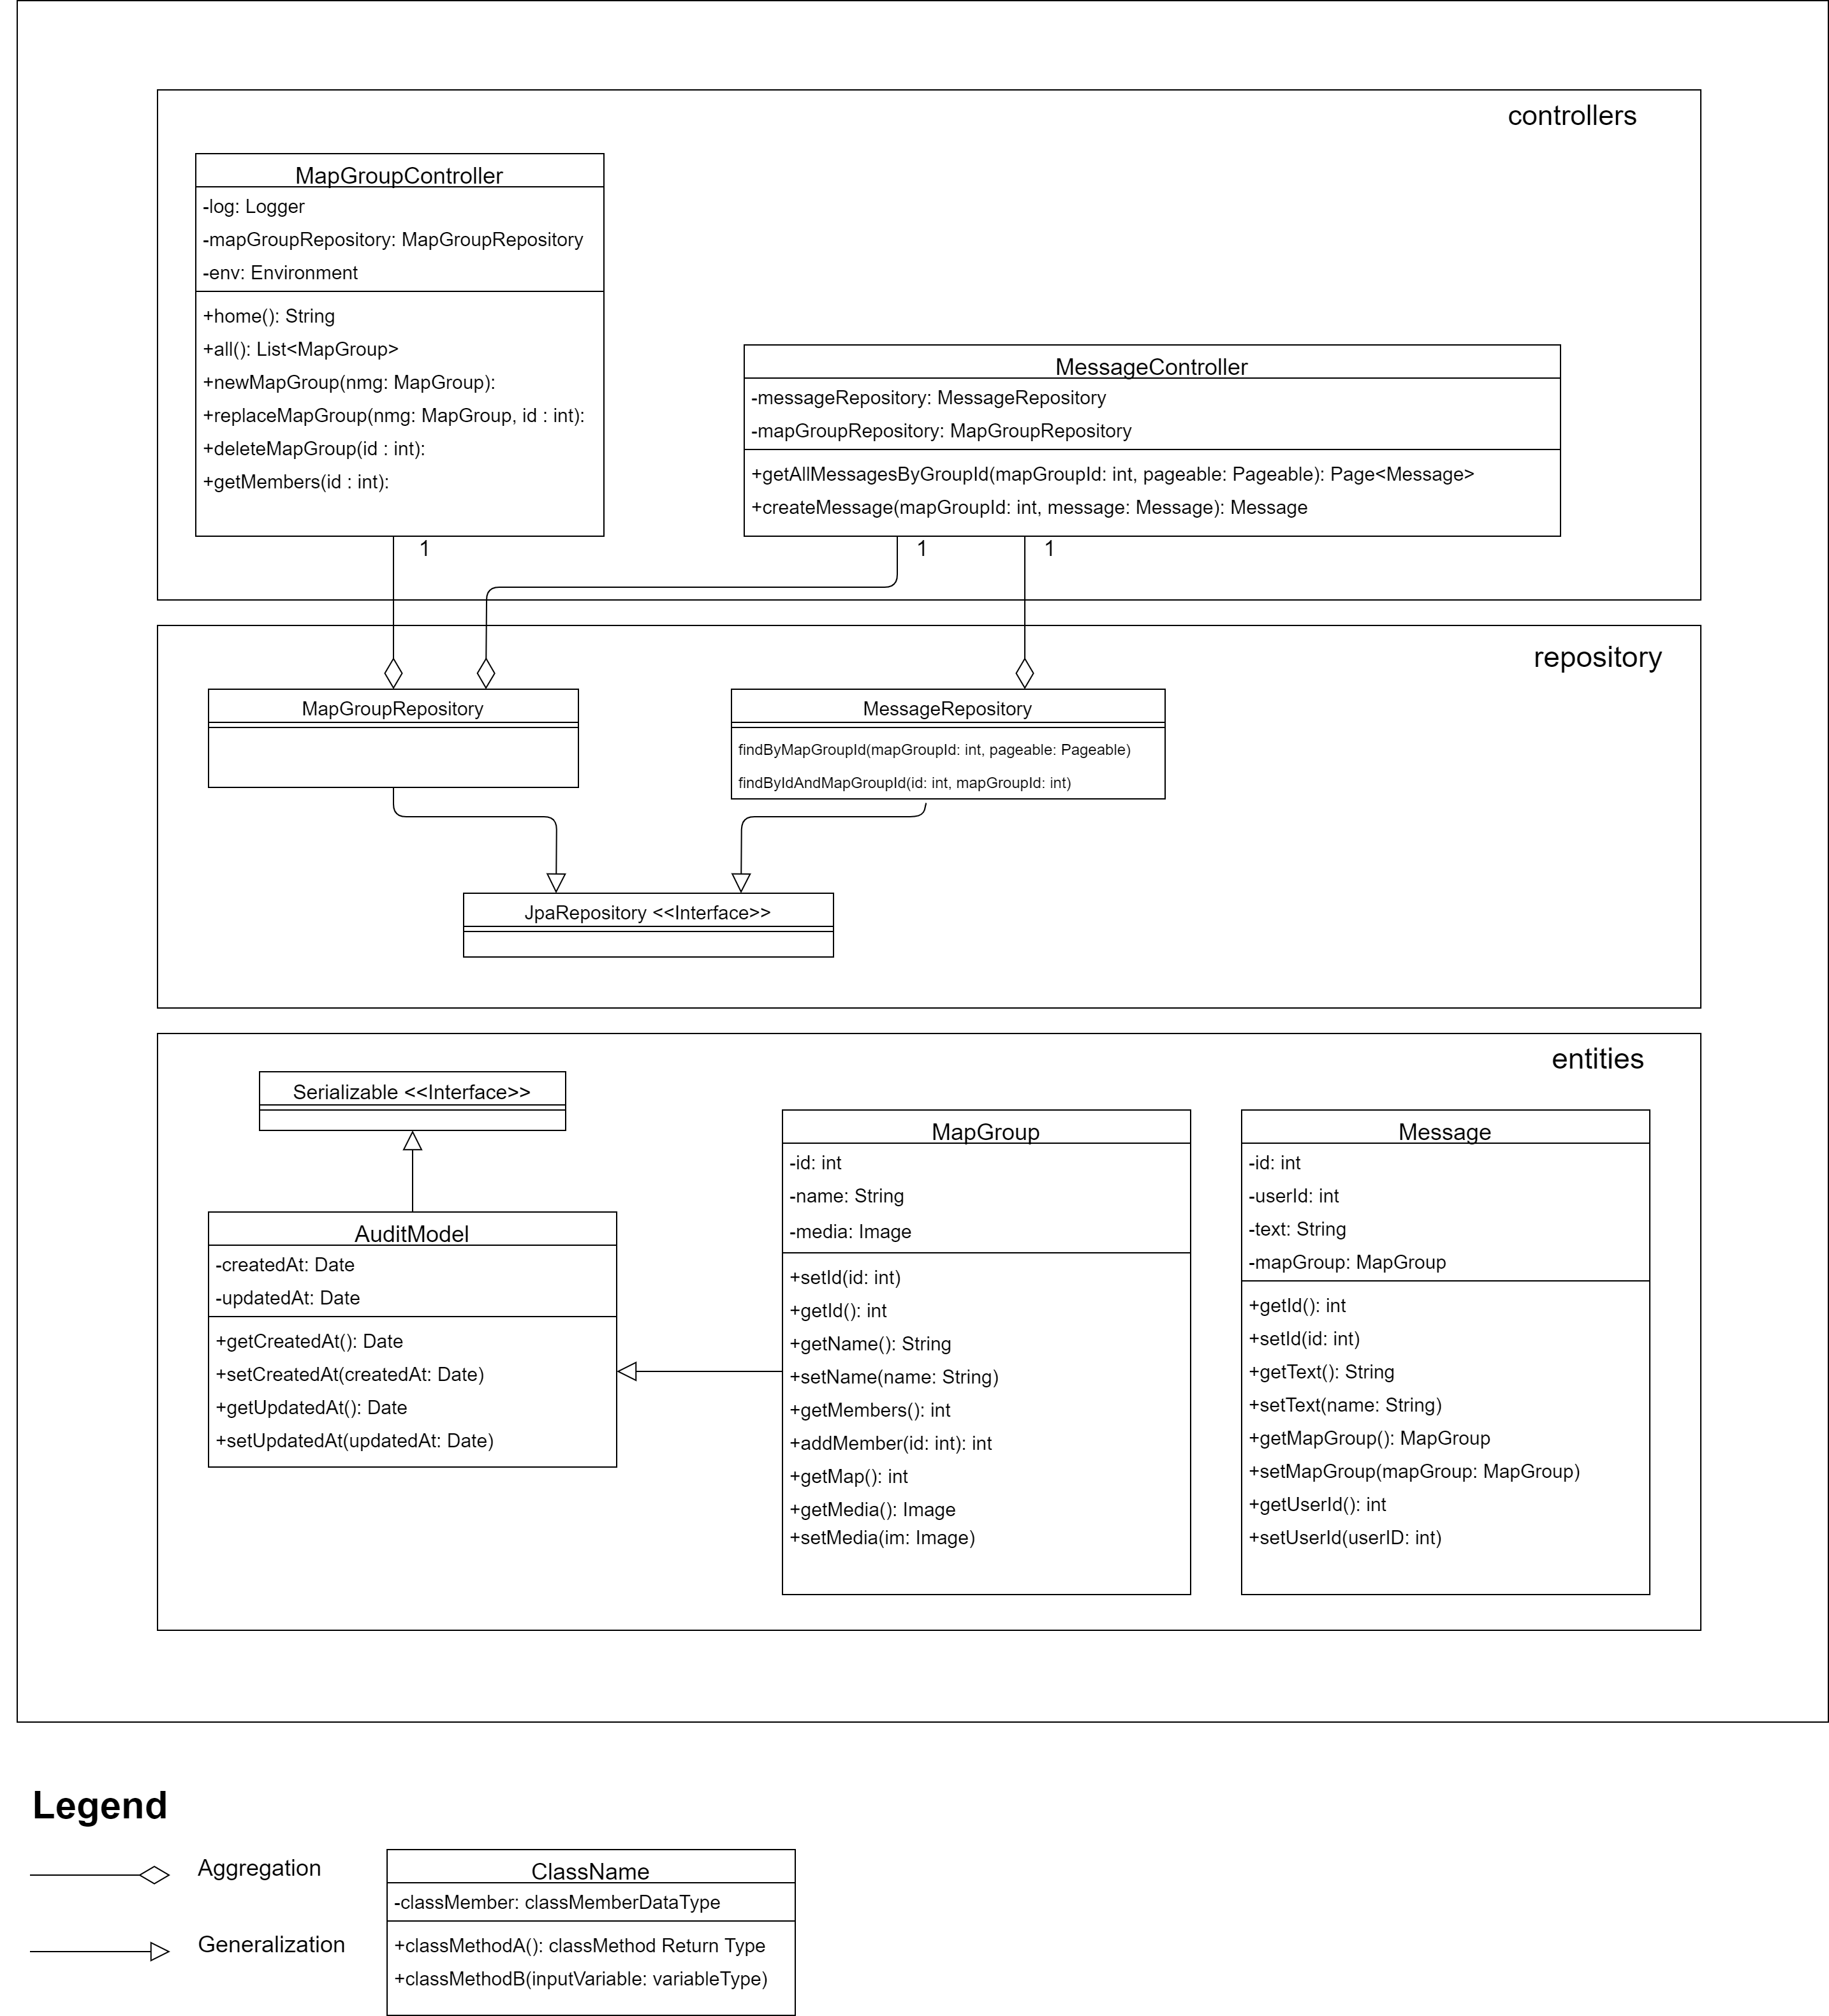 controllers
MapGroupController
-log: Logger
-mapGroupRepository: MapGroupRepository
-env: Environment
+home(): String
+all(): List<MapGroup>
+newMapGroup(nmg: MapGroup):
+replaceMapGroup(nmg: MapGroup, id : int):
+deleteMapGroup(id : int):
+getMembers(id : int):
MessageController
-messageRepository: MessageRepository
-mapGroupRepository: MapGroupRepository
+getAllMessagesByGroupId(mapGroupId: int, pageable: Pageable): Page<Message>
+createMessage(mapGroupId: int, message: Message): Message
1
1
1
repository
MapGroupRepository
MessageRepository
findByMapGroupId(mapGroupId: int, pageable: Pageable)
findByIdAndMapGroupId(id: int, mapGroupId: int)
JpaRepository <<Interface>>
entities
Serializable <<Interface>>
AuditModel
-createdAt: Date
-updatedAt: Date
+getCreatedAt(): Date
+setCreatedAt(createdAt: Date)
+getUpdatedAt(): Date
+setUpdatedAt(updatedAt: Date)
MapGroup
-id: int
-name: String
-media: Image
+setId(id: int)
+getId(): int
+getName(): String
+setName(name: String)
+getMembers(): int
+addMember(id: int): int
+getMap(): int
+getMedia(): Image
+setMedia(im: Image)
Message
-id: int
-userId: int
-text: String
-mapGroup: MapGroup
+getId(): int
+setId(id: int)
+getText(): String
+setText(name: String)
+getMapGroup(): MapGroup
+setMapGroup(mapGroup: MapGroup)
+getUserId(): int
+setUserId(userID: int)
Legend
Aggregation
Generalization
ClassName
-classMember: classMemberDataType
+classMethodA(): classMethod Return Type
+classMethodB(inputVariable: variableType)